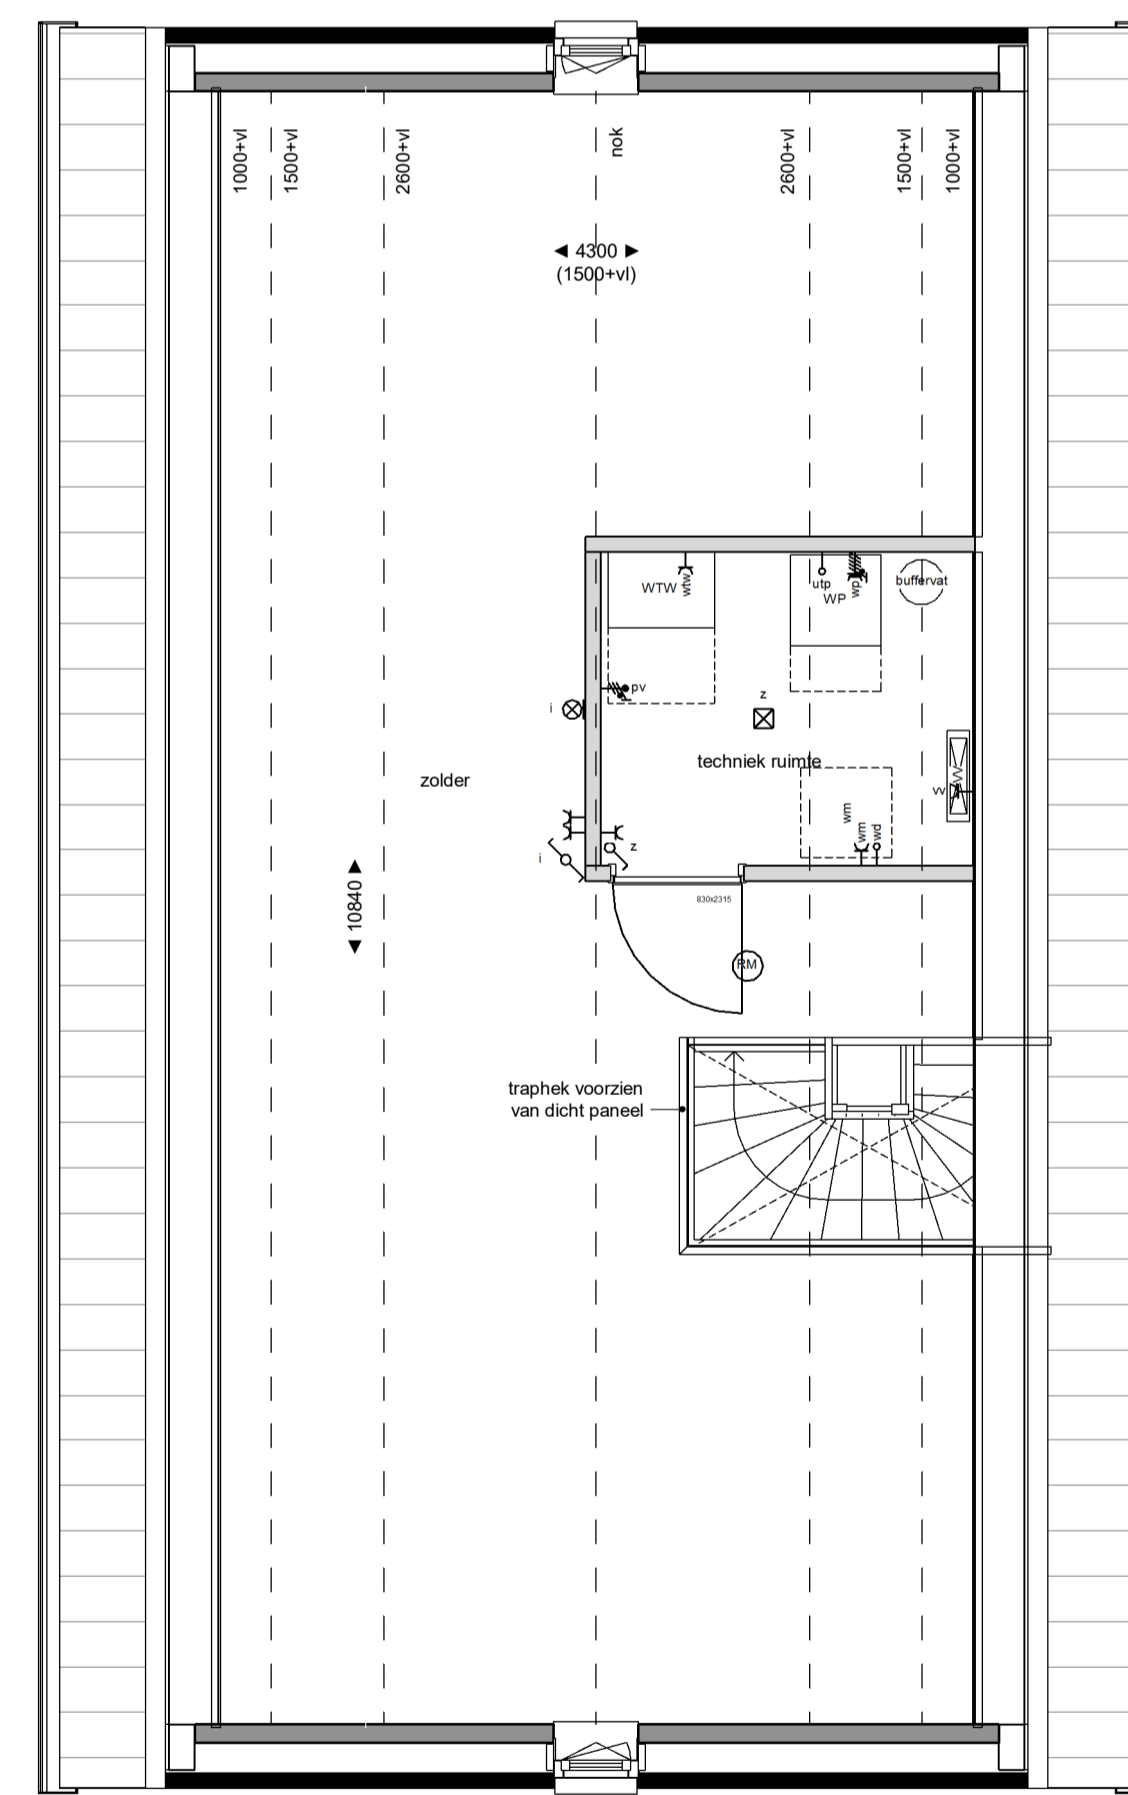 1000+vl
1500+vl
2600+vl
nok
2600+vl
1500+vl
1000+vl
4300
(1500+vl)
WTW
wtw
utp
WP
wp
buffervat
pv
z
i
techniek ruimte
zolder
VV
vv
wm
wm
wd
z
i
10840
830x2315
RM
traphek voorzien
van dicht paneel